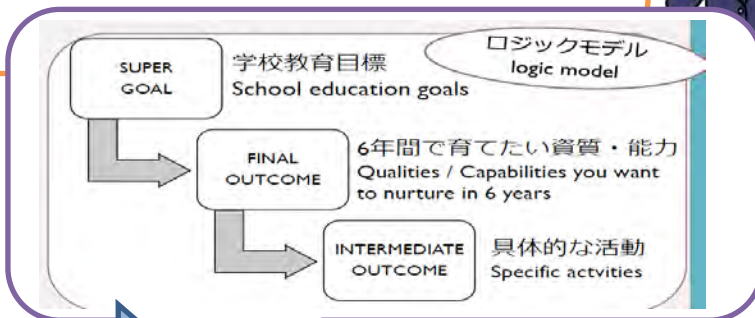 ロジックモデル
logic model
SUPER
GOAL
学校教育目標
School education goals
FINAL
OUTCOME
6年間で育てたい資質・能力
Qualities / Capabilities you want
to nurture in 6 years
INTERMEDIATE
OUTCOME
具体的な活動
Specific actvities